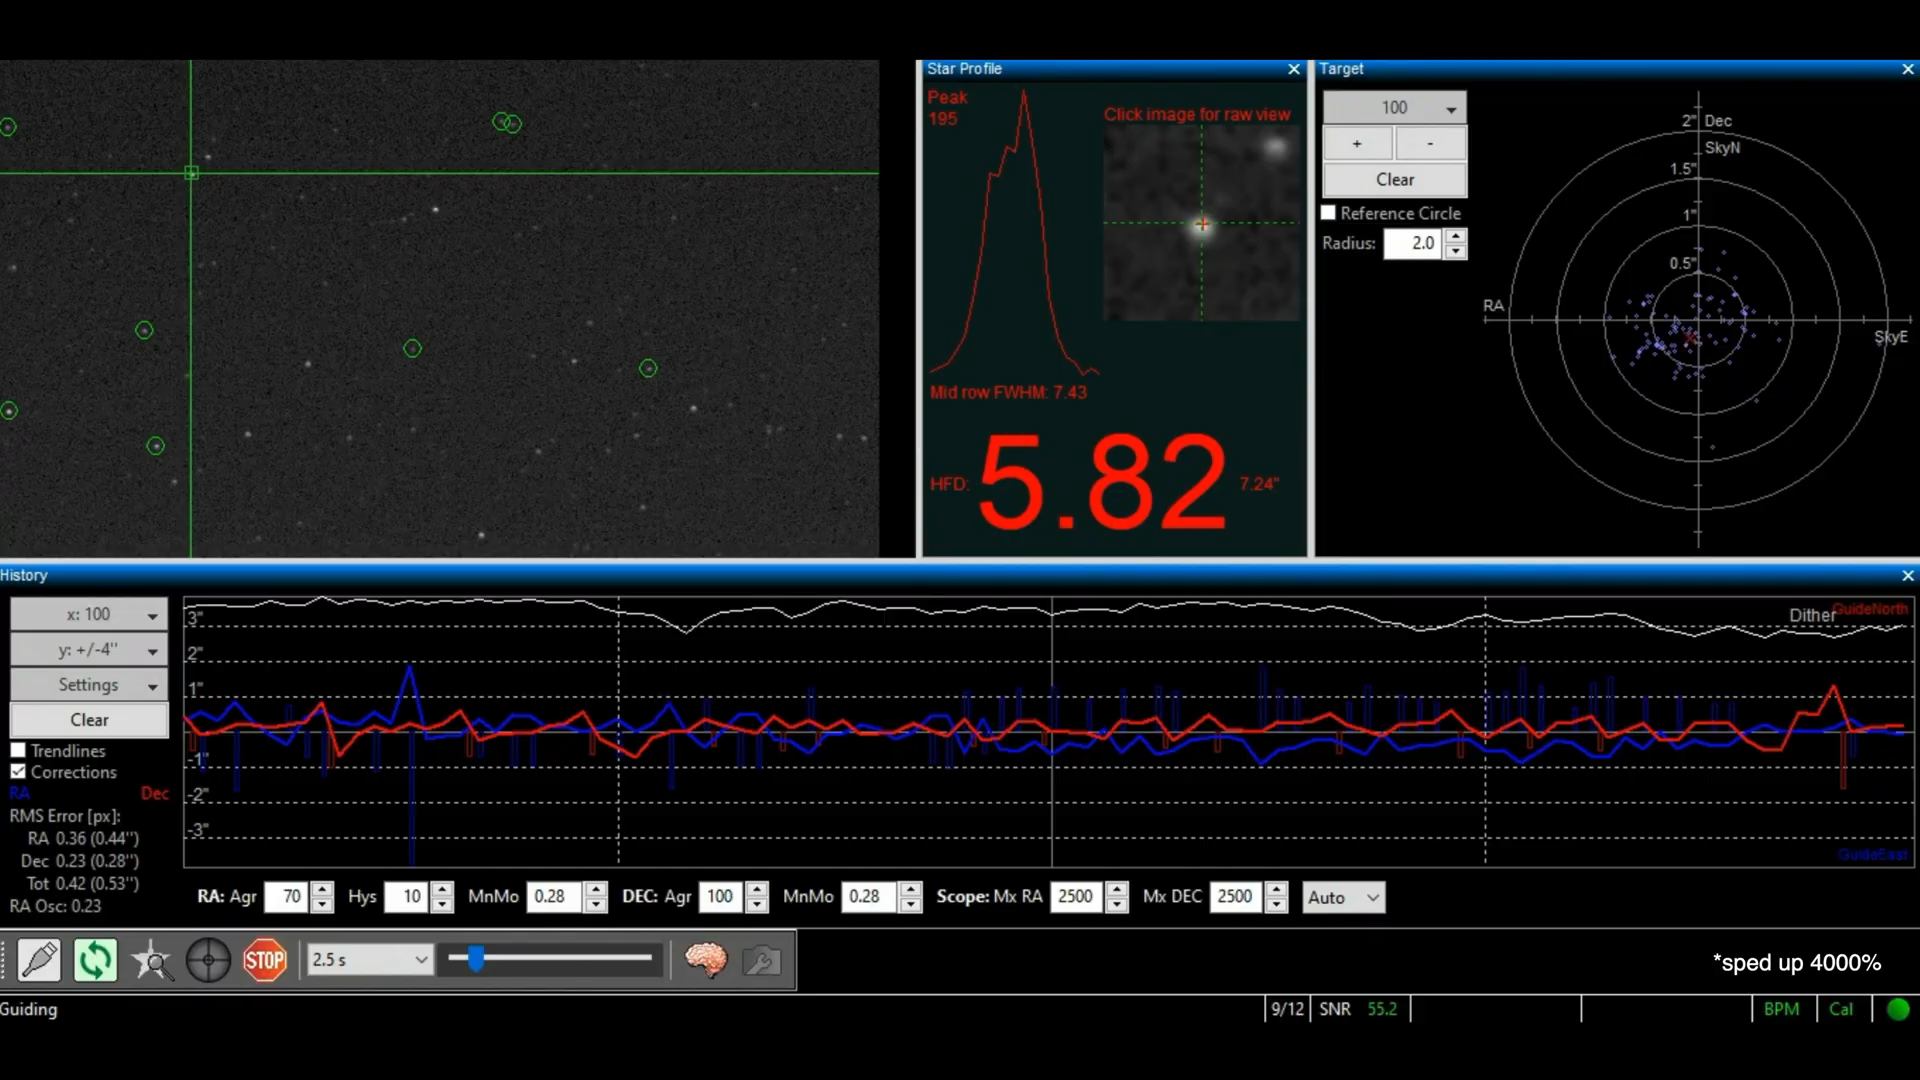 Star Profile
Peak
195
Click image for raw view
Mid row FWHM: 7.43
HFD: 5.82 7.24"
Target
100
+ -
Clear
Reference Circle
Radius: 2.0
2" Dec
SkyN
1.5"
1"
0.5"
RA
SkyE
History
x: 100
y: +/-4"
Settings
Clear
Trendlines
Corrections
RA Dec
RMS Error [px]:
RA 0.36 (0.44")
Dec 0.23 (0.28")
Tot 0.42 (0.53")
RA Osc: 0.23
3"
2"
1"
-1"
-2"
-3"
Dither
GuideNorth
GuideEast
RA: Agr 70 Hys 10 MnMo 0.28 DEC: Agr 100 MnMo 0.28 Scope: Mx RA 2500 Mx DEC 2500 Auto
STOP 2.5 s
*sped up 4000%
Guiding 9/12 SNR 55.2 BPM Cal